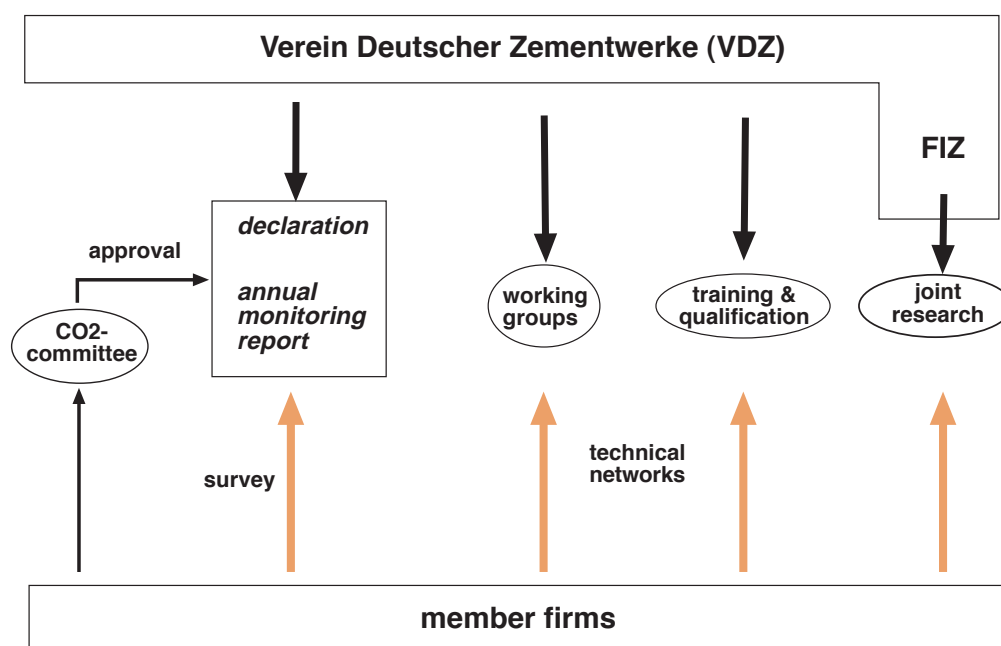 Verein Deutscher Zementwerke (VDZ)
FIZ
declaration
approval
annual
monitoring
report
CO2-
committee
working
groups
training &
qualification
joint
research
survey
technical
networks
member firms